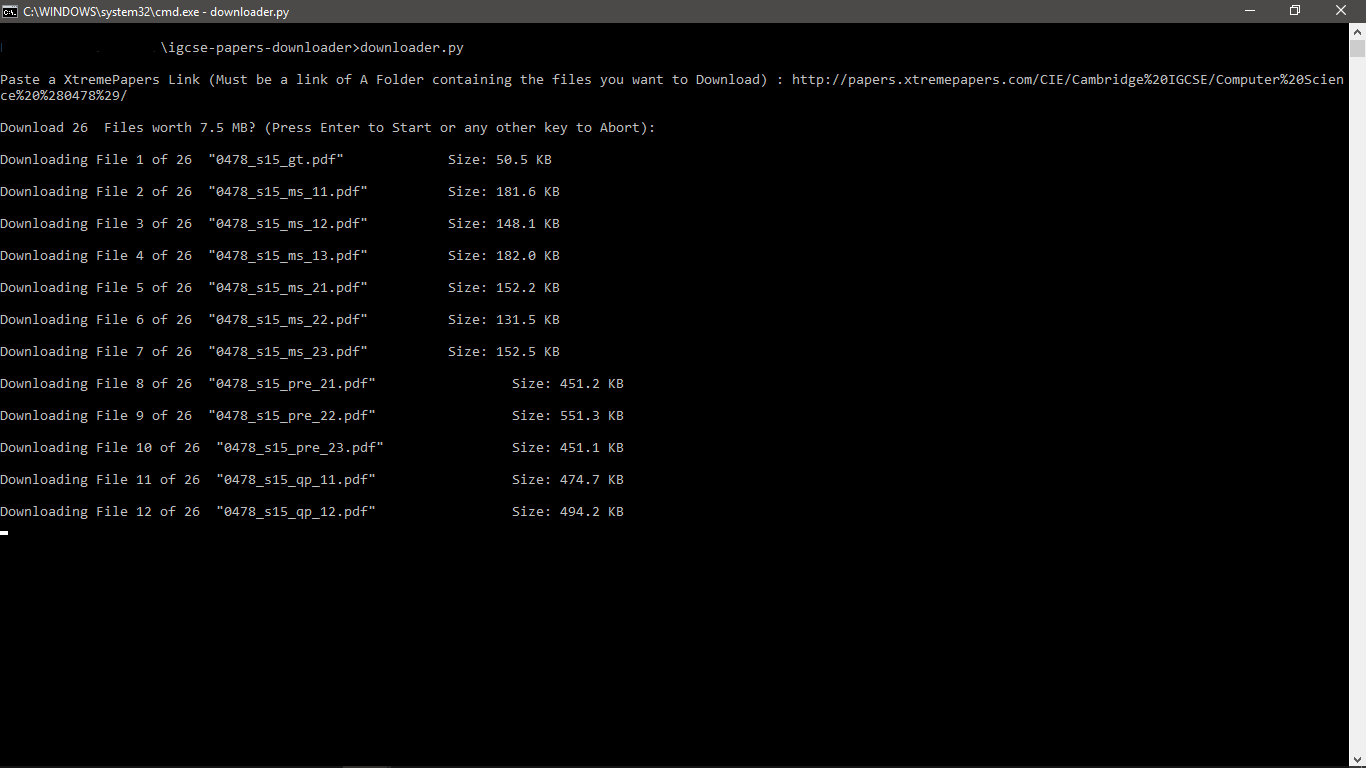 C:\WINDOWS\system32\cmd.exe - downloader.py
\igcse-papers-downloader>downloader.py
Paste a XtremePapers Link (Must be a link of A Folder containing the files you want to Download) : http://papers.xtremepapers.com/CIE/Cambridge%20IGCSE/Computer%20Scien
ce%20%280478%29/
Download 26  Files worth 7.5 MB? (Press Enter to Start or any other key to Abort):
Downloading File 1 of 26  "0478_s15_gt.pdf"             Size: 50.5 KB
Downloading File 2 of 26  "0478_s15_ms_11.pdf"          Size: 181.6 KB
Downloading File 3 of 26  "0478_s15_ms_12.pdf"          Size: 148.1 KB
Downloading File 4 of 26  "0478_s15_ms_13.pdf"          Size: 182.0 KB
Downloading File 5 of 26  "0478_s15_ms_21.pdf"          Size: 152.2 KB
Downloading File 6 of 26  "0478_s15_ms_22.pdf"          Size: 131.5 KB
Downloading File 7 of 26  "0478_s15_ms_23.pdf"          Size: 152.5 KB
Downloading File 8 of 26  "0478_s15_pre_21.pdf"                 Size: 451.2 KB
Downloading File 9 of 26  "0478_s15_pre_22.pdf"                 Size: 551.3 KB
Downloading File 10 of 26  "0478_s15_pre_23.pdf"                Size: 451.1 KB
Downloading File 11 of 26  "0478_s15_qp_11.pdf"                 Size: 474.7 KB
Downloading File 12 of 26  "0478_s15_qp_12.pdf"                 Size: 494.2 KB